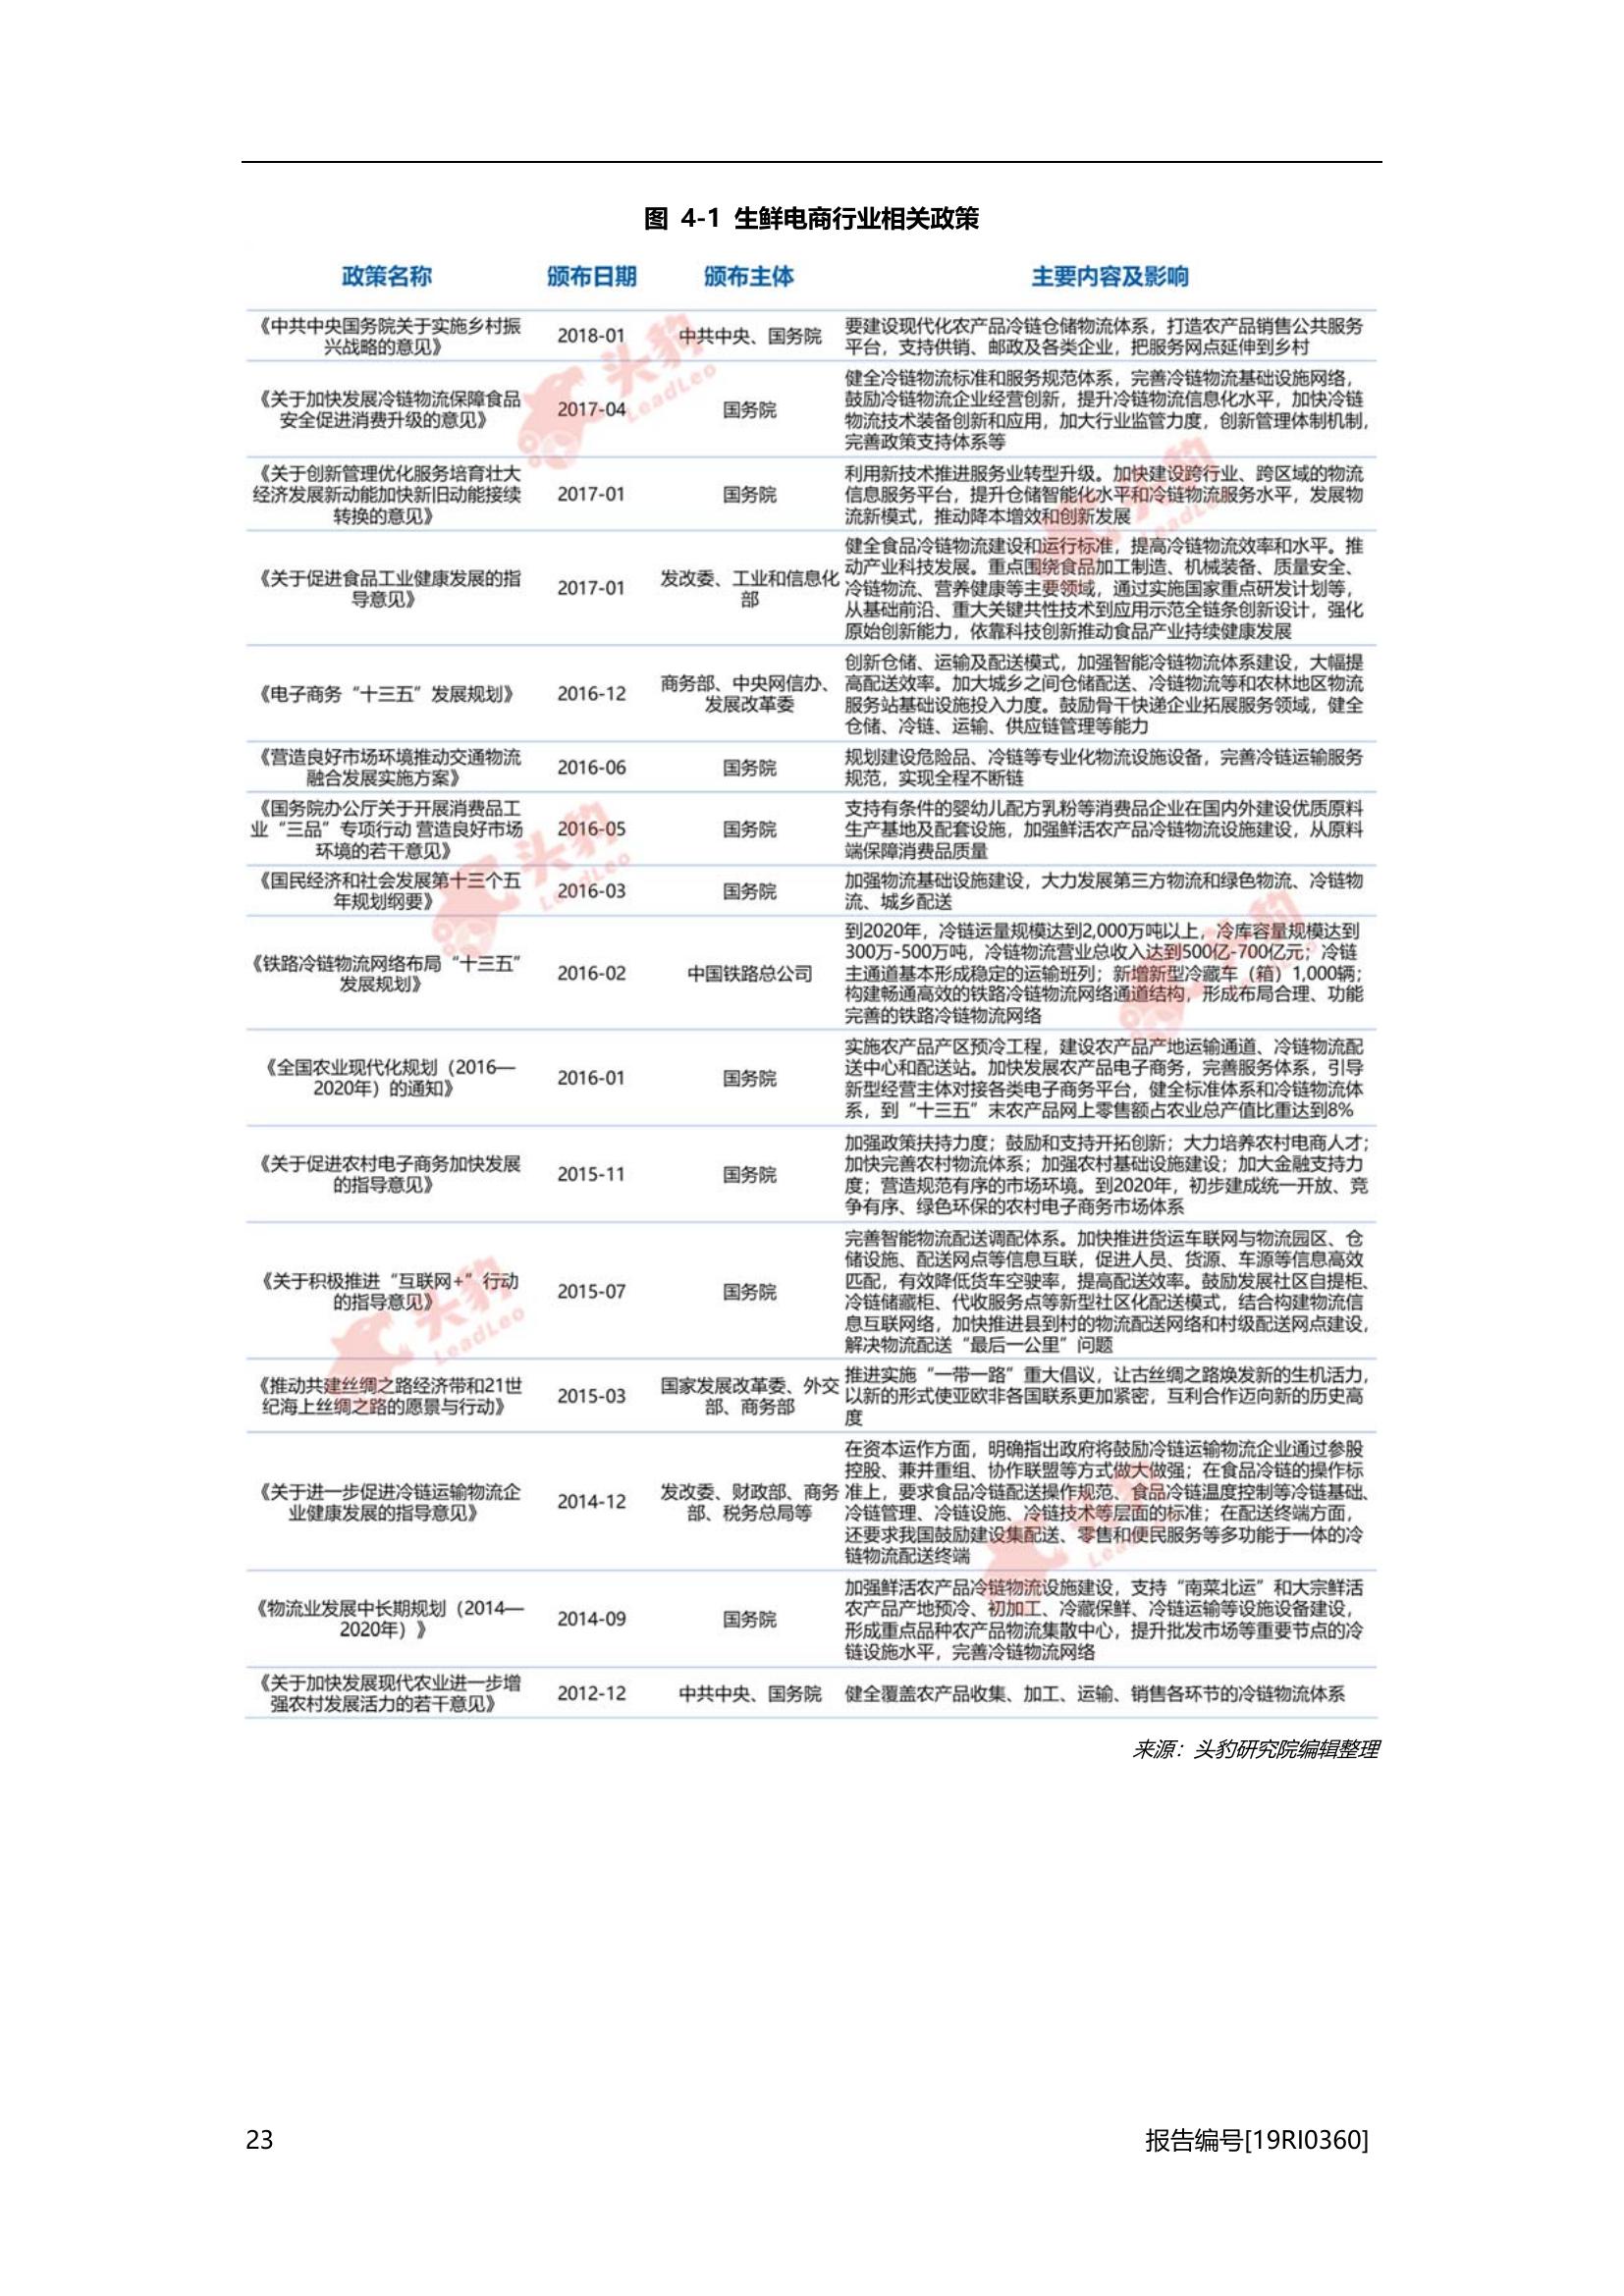 图 4-1 生鲜电商行业相关政策
政策名称 颁布日期 颁布主体 主要内容及影响
《中共中央国务院关于实施乡村振
兴战略的意见》
2018-01
中共中央、国务院
要建设现代化农产品冷链仓储物流体系，打造农产品销售公共服务
平台，支持供销、邮政及各类企业，把服务网点延伸到乡村
《关于加快发展冷链物流保障食品
安全促进消费升级的意见》
2017-04
国务院
健全冷链物流标准和服务规范体系，完善冷链物流基础设施网络，
鼓励冷链物流企业经营创新，提升冷链物流信息化水平，加快冷链
物流技术装备创新和应用，加大行业监管力度，创新管理体制机制，
完善政策支持体系等
《关于创新管理优化服务培育壮大
经济发展新动能加快新旧动能接续
转换的意见》
2017-01
国务院
利用新技术推进服务业转型升级。加快建设跨行业、跨区域的物流
信息服务平台，提升仓储智能化水平和冷链物流服务水平，发展物
流新模式，推动降本增效和创新发展
《关于促进食品工业健康发展的指
导意见》
2017-01
发改委、工业和信息化
部
健全食品冷链物流建设和运行标准，提高冷链物流效率和水平。推
动产业科技发展。重点围绕食品加工制造、机械装备、质量安全、
冷链物流、营养健康等主要领域，通过实施国家重点研发计划等，
从基础前沿、重大关键共性技术到应用示范全链条创新设计，强化
原始创新能力，依靠科技创新推动食品产业持续健康发展
《电子商务“十三五”发展规划》
2016-12
商务部、中央网信办、
发展改革委
创新仓储、运输及配送模式，加强智能冷链物流体系建设，大幅提
高配送效率。加大城乡之间仓储配送、冷链物流等和农林地区物流
服务站基础设施投入力度。鼓励骨干快递企业拓展服务领域，健全
仓储、冷链、运输、供应链管理等能力
《营造良好市场环境推动交通物流
融合发展实施方案》
2016-06
国务院
规划建设危险品、冷链等专业化物流设施设备，完善冷链运输服务
规范，实现全程不断链
《国务院办公厅关于开展消费品工
业“三品”专项行动 营造良好市场
环境的若干意见》
2016-05
国务院
支持有条件的婴幼儿配方乳粉等消费品企业在国内外建设优质原料
生产基地及配套设施，加强鲜活农产品冷链物流设施建设，从原料
端保障消费品质量
《国民经济和社会发展第十三个五
年规划纲要》
2016-03
国务院
加强物流基础设施建设，大力发展第三方物流和绿色物流、冷链物
流、城乡配送
《铁路冷链物流网络布局“十三五”
发展规划》
2016-02
中国铁路总公司
到2020年，冷链运量规模达到2,000万吨以上，冷库容量规模达到
300万-500万吨，冷链物流营业总收入达到500亿-700亿元；冷链
主通道基本形成稳定的运输班列；新增新型冷藏车（箱）1,000辆；
构建畅通高效的铁路冷链物流网络通道结构，形成布局合理、功能
完善的铁路冷链物流网络
《全国农业现代化规划（2016—
2020年）的通知》
2016-01
国务院
实施农产品产区预冷工程，建设农产品产地运输通道、冷链物流配
送中心和配送站。加快发展农产品电子商务，完善服务体系，引导
新型经营主体对接各类电子商务平台，健全标准体系和冷链物流体
系，到“十三五”末农产品网上零售额占农业总产值比重达到8%
《关于促进农村电子商务加快发展
的指导意见》
2015-11
国务院
加强政策扶持力度；鼓励和支持开拓创新；大力培养农村电商人才；
加快完善农村物流体系；加强农村基础设施建设；加大金融支持力
度；营造规范有序的市场环境。到2020年，初步建成统一开放、竞
争有序、绿色环保的农村电子商务市场体系
《关于积极推进“互联网+”行动
的指导意见》
2015-07
国务院
完善智能物流配送调配体系。加快推进货运车联网与物流园区、仓
储设施、配送网点等信息互联，促进人员、货源、车源等信息高效
匹配，有效降低货车空驶率，提高配送效率。鼓励发展社区自提柜、
冷链储藏柜、代收服务点等新型社区化配送模式，结合构建物流信
息互联网络，加快推进县到村的物流配送网络和村级配送网点建设，
解决物流配送“最后一公里”问题
《推动共建丝绸之路经济带和21世
纪海上丝绸之路的愿景与行动》
2015-03
国家发展改革委、外交
部、商务部
推进实施“一带一路”重大倡议，让古丝绸之路焕发新的生机活力，
以新的形式使亚欧非各国联系更加紧密，互利合作迈向新的历史高
度
《关于进一步促进冷链运输物流企
业健康发展的指导意见》
2014-12
发改委、财政部、商务
部、税务总局等
在资本运作方面，明确指出政府将鼓励冷链运输物流企业通过参股
控股、兼并重组、协作联盟等方式做大做强；在食品冷链的操作标
准上，要求食品冷链配送操作规范、食品冷链温度控制等冷链基础、
冷链管理、冷链设施、冷链技术等层面的标准；在配送终端方面，
还要求我国鼓励建设集配送、零售和便民服务等多功能于一体的冷
链物流配送终端
《物流业发展中长期规划（2014—
2020年）》
2014-09
国务院
加强鲜活农产品冷链物流设施建设，支持“南菜北运”和大宗鲜活
农产品产地预冷、初加工、冷藏保鲜、冷链运输等设施设备建设，
形成重点品种农产品物流集散中心，提升批发市场等重要节点的冷
链设施水平，完善冷链物流网络
《关于加快发展现代农业进一步增
强农村发展活力的若干意见》
2012-12
中共中央、国务院
健全覆盖农产品收集、加工、运输、销售各环节的冷链物流体系
来源：头豹研究院编辑整理
23
报告编号[19RI0360]
头豹
LeadLeo
头豹
LeadLeo
头豹
LeadLeo
头豹
LeadLeo